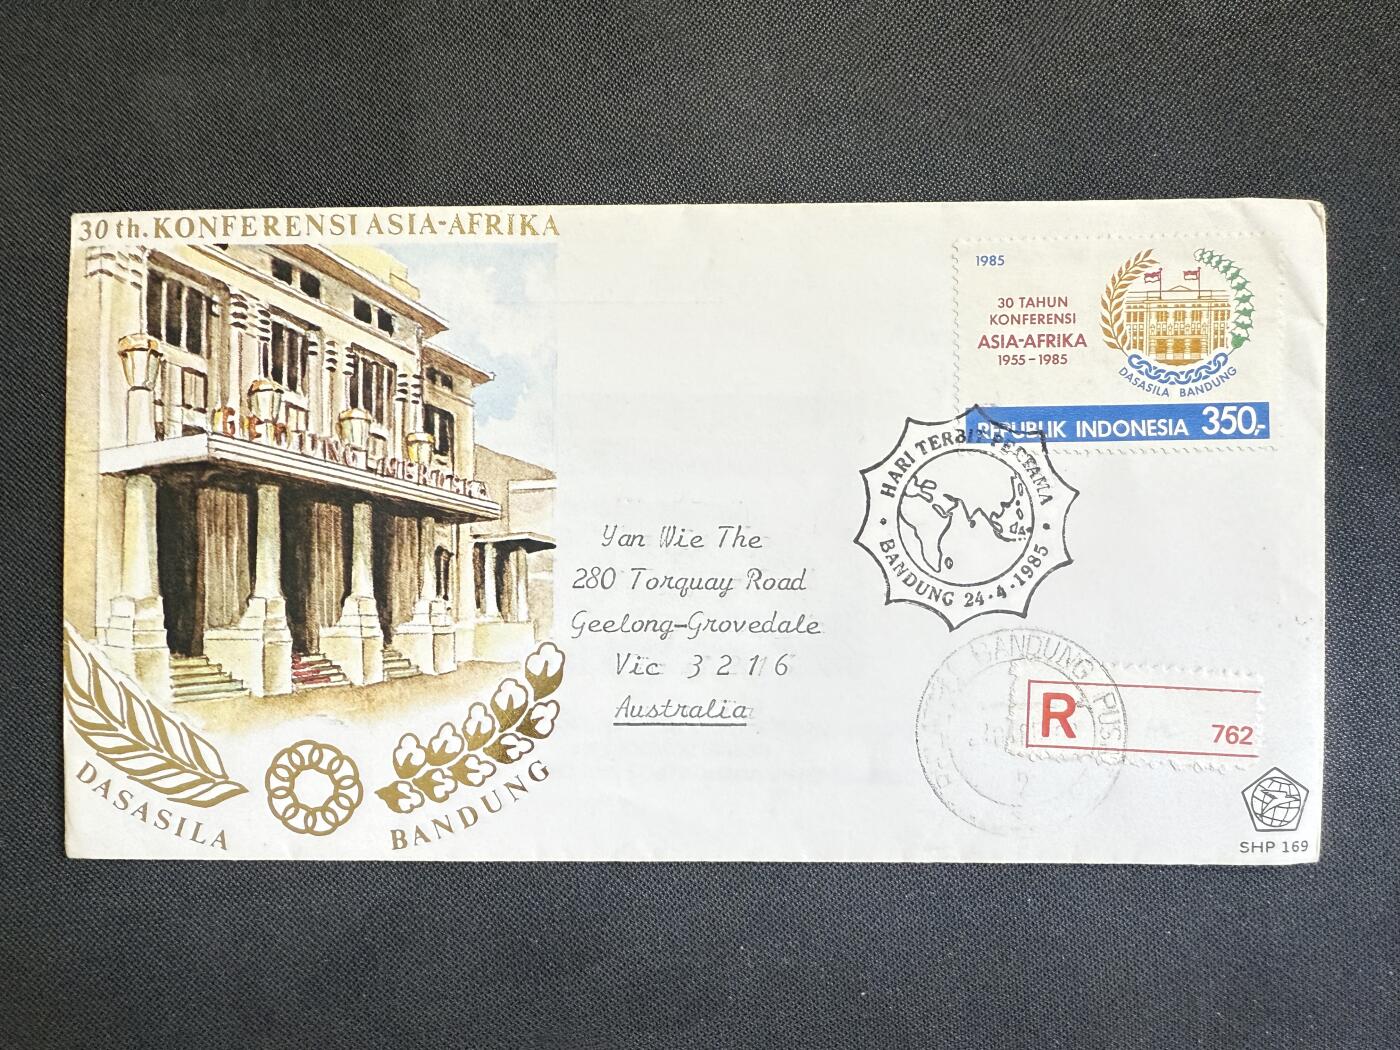 30 th. KONFERENSI ASIA-AFRIKA
GEDUNG MERDEKA
DASASILA
BANDUNG
Yan Wie The
280 Torquay Road
Geelong-Grovedale
Vic 3216
Australia
1985
30 TAHUN
KONFERENSI
ASIA-AFRIKA
1955-1985
DASASILA BANDUNG
REPUBLIK INDONESIA 350,-
HARI TERBIT PERTAMA
BANDUNG 24·4·1985
BANDUNG
R
762
SHP 169